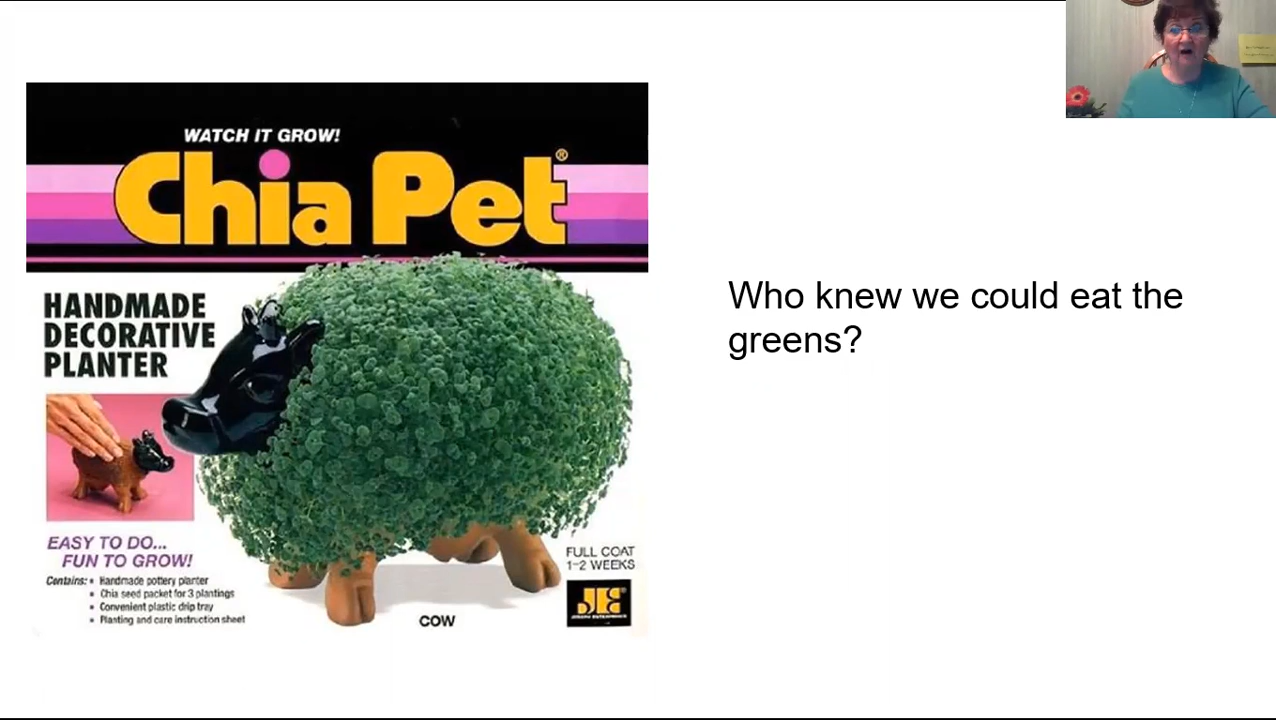 WATCH IT GROW!
Chia Pet®
HANDMADE
DECORATIVE
PLANTER
EASY TO DO...
FUN TO GROW!
Contains: • Handmade pottery planter
• Chia seed packet for 3 plantings
• Convenient plastic drip tray
• Planting and care instruction sheet
COW
FULL COAT
1-2 WEEKS
JE®
Who knew we could eat the
greens?